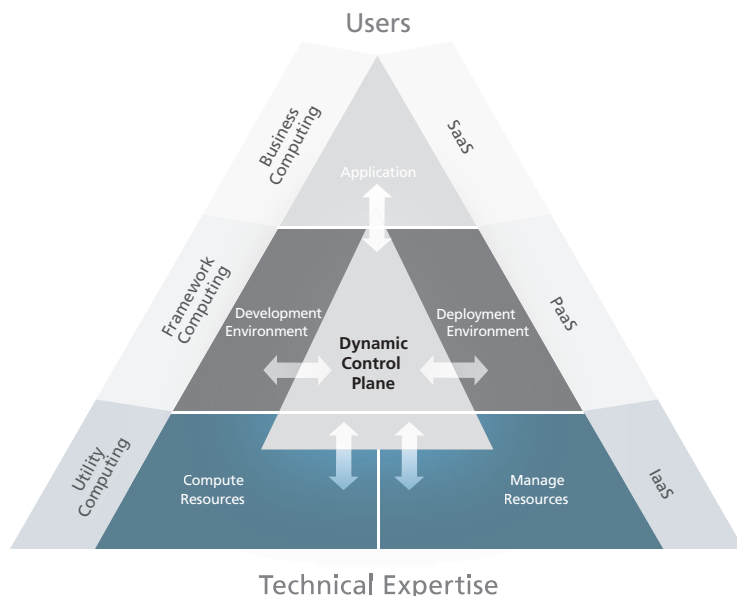 Users
Business
Computing
SaaS
Application
Framework
Computing
PaaS
Development
Environment
Deployment
Environment
Dynamic
Control
Plane
Utility
Computing
IaaS
Compute
Resources
Manage
Resources
Technical Expertise